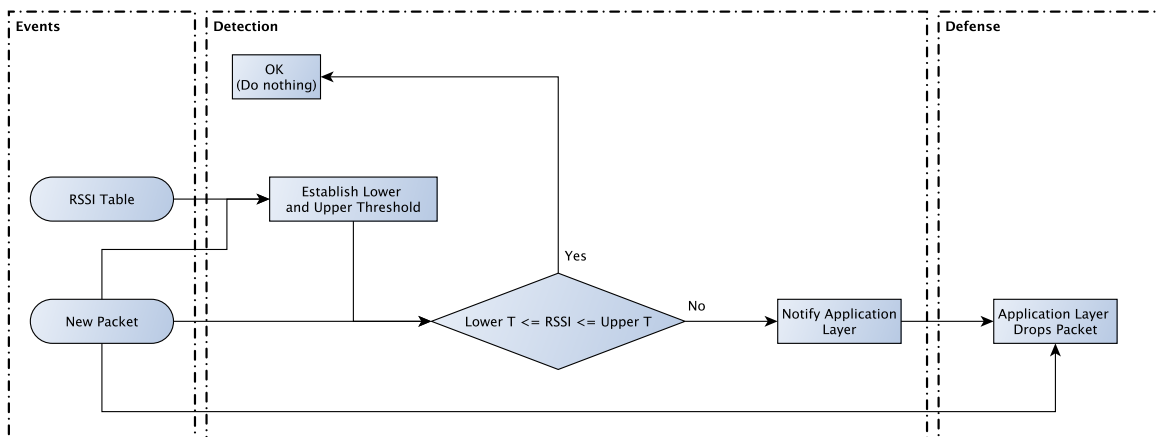 Events
Detection
Defense
OK
(Do nothing)
RSSI Table
Establish Lower
and Upper Threshold
Yes
New Packet
Lower T <= RSSI <= Upper T
No
Notify Application
Layer
Application Layer
Drops Packet